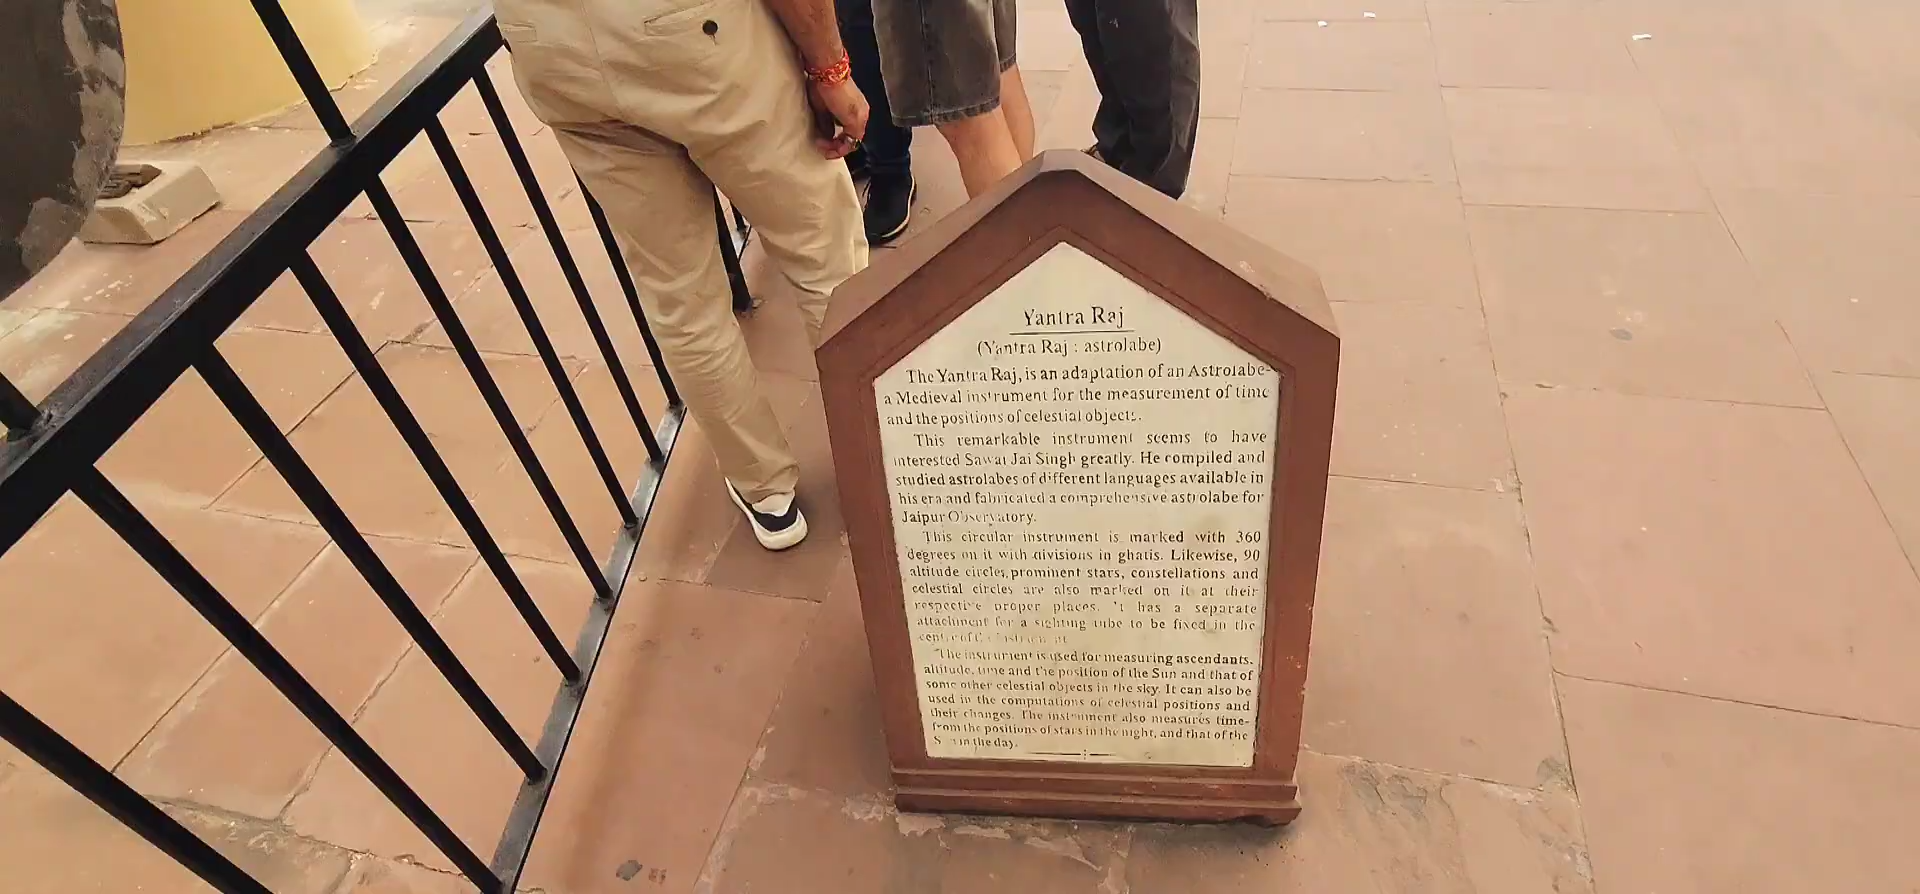 Yantra Raj
(Yantra Raj : astrolabe)
The Yantra Raj, is an adaptation of an Astrolabe-
a Medieval instrument for the measurement of time
and the positions of celestial objects.
This remarkable instrument seems to have
interested Sawai Jai Singh greatly. He compiled and
studied astrolabes of different languages available in
his era and fabricated a comprehensive astrolabe for
Jaipur Observatory.
This circular instrument is marked with 360
degrees on it with divisions in ghatis. Likewise, 90
altitude circles, prominent stars, constellations and
celestial circles are also marked on it at their
respective proper places. It has a separate
attachment for a sighting tube to be fixed in the
centre of the instrument
The instrument is used for measuring ascendants,
altitude, time and the position of the Sun and that of
some other celestial objects in the sky. It can also be
used in the computations of celestial positions and
their changes. The instrument also measures time-
from the positions of stars in the night, and that of the
Sun in the day.